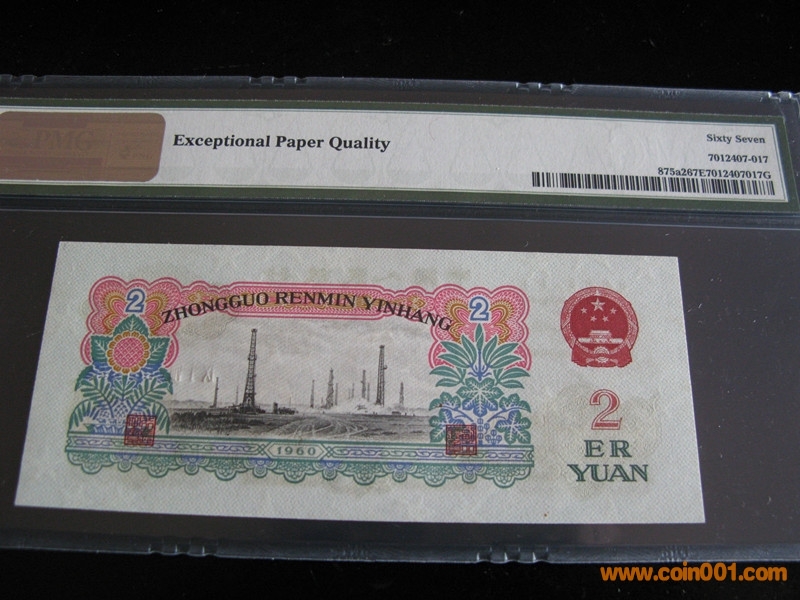 PMG
Exceptional Paper Quality
Sixty Seven
7012407-017
875a267E7012407017G
2
ZHONGGUO RENMIN YINHANG
2
1960
2
ER
YUAN
www.coin001.com